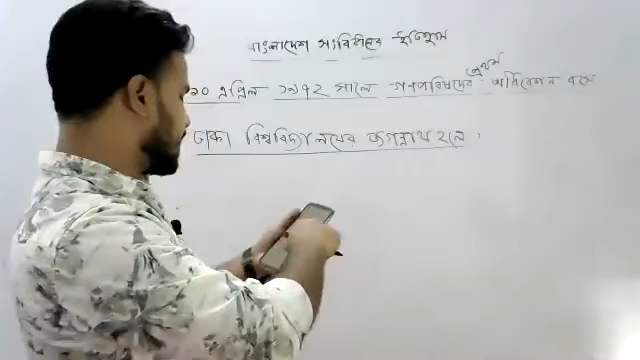 বাংলাদেশ সংবিধানের ইতিহাস
১০ এপ্রিল ১৯৭২ সালে গণপরিষদের প্রথম অধিবেশন বসে
ঢাকা বিশ্ববিদ্যালয়ের জগন্নাথ হলে ।